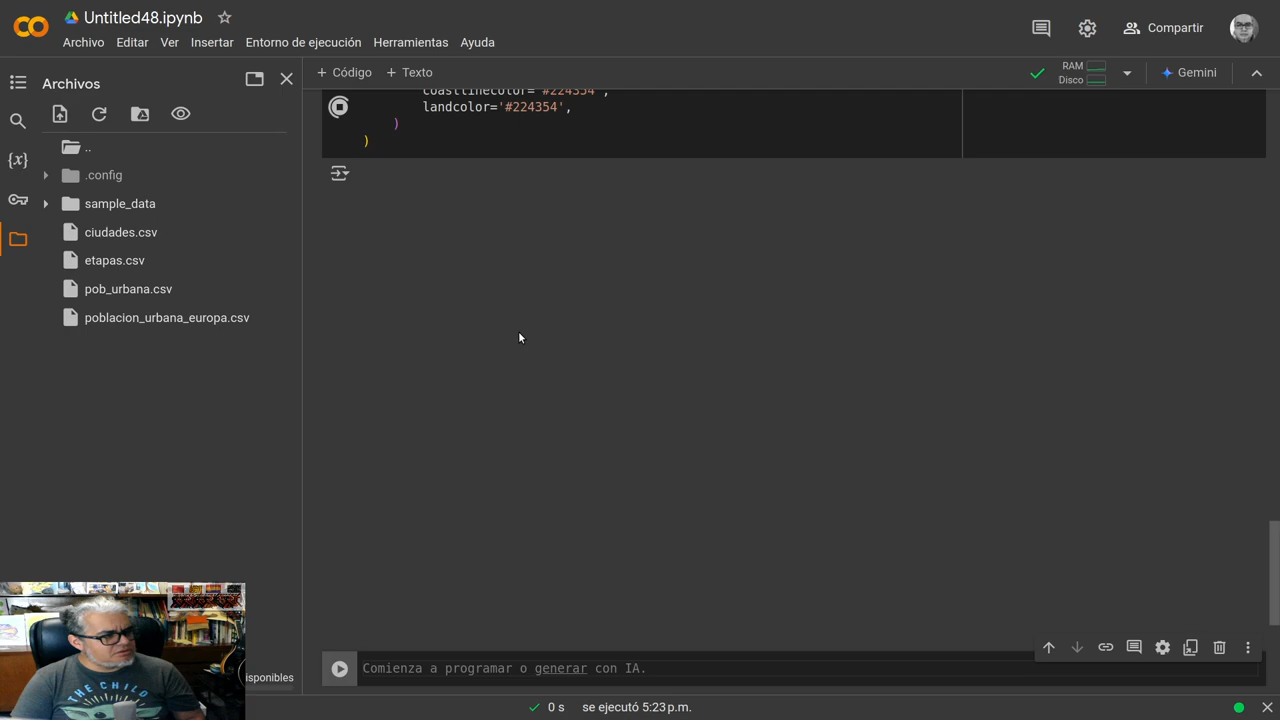 Untitled48.ipynb
Archivo Editar Ver Insertar Entorno de ejecución Herramientas Ayuda
Compartir
Archivos
+ Código + Texto
RAM
Disco
Gemini
coastlinecolor='#224354',
landcolor='#224354',
)
)
..
.config
sample_data
ciudades.csv
etapas.csv
pob_urbana.csv
poblacion_urbana_europa.csv
{x}
Comienza a programar o generar con IA.
THE CHILD
isponibles
0 s se ejecutó 5:23 p.m.